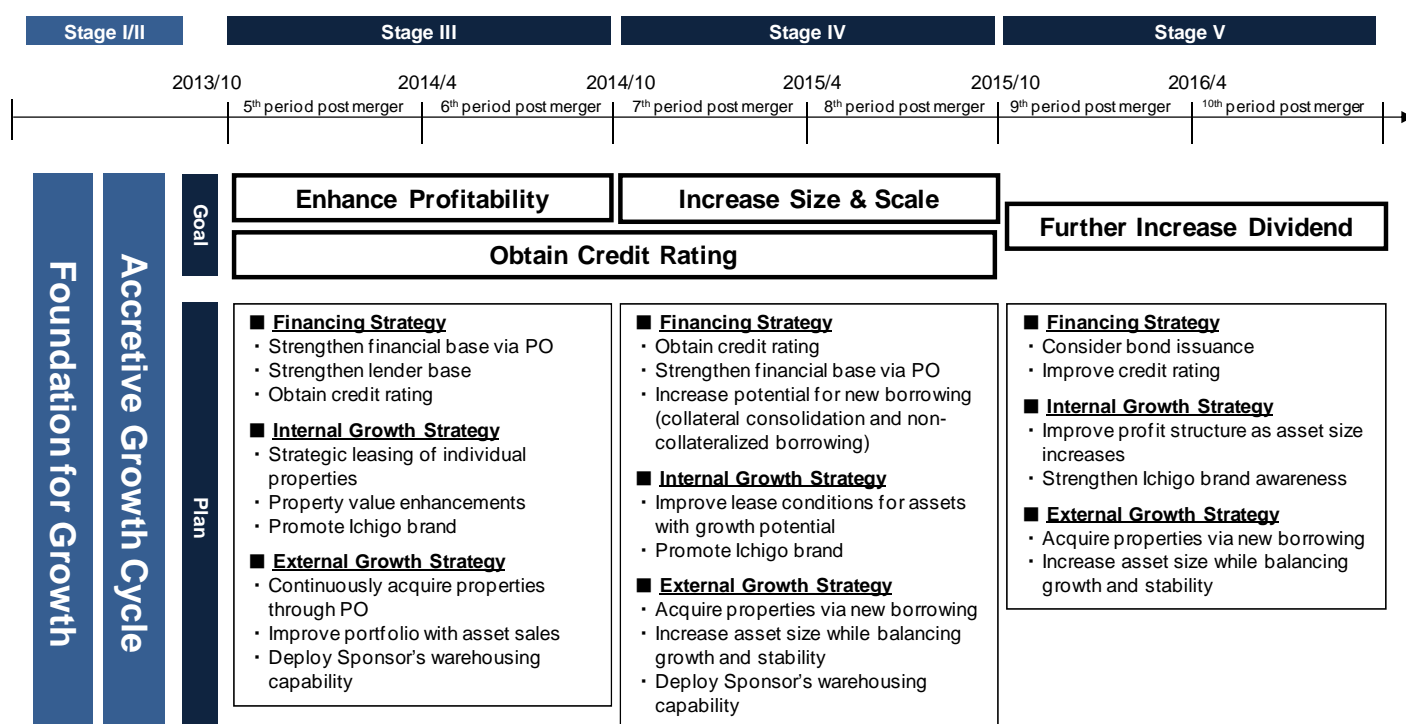 Stage I/II
Stage III
Stage IV
Stage V
2013/10
2014/4
2014/10
2015/4
2015/10
2016/4
5th period post merger
6th period post merger
7th period post merger
8th period post merger
9th period post merger
10th period post merger
Foundation for Growth
Accretive Growth Cycle
Goal
Enhance Profitability
Increase Size & Scale
Further Increase Dividend
Obtain Credit Rating
Plan
■ Financing Strategy
・Strengthen financial base via PO
・Strengthen lender base
・Obtain credit rating
■ Internal Growth Strategy
・Strategic leasing of individual
properties
・Property value enhancements
・Promote Ichigo brand
■ External Growth Strategy
・Continuously acquire properties
through PO
・Improve portfolio with asset sales
・Deploy Sponsor's warehousing
capability
■ Financing Strategy
・Obtain credit rating
・Strengthen financial base via PO
・Increase potential for new borrowing
(collateral consolidation and non-
collateralized borrowing)
■ Internal Growth Strategy
・Improve lease conditions for assets
with growth potential
・Promote Ichigo brand
■ External Growth Strategy
・Acquire properties via new borrowing
・Increase asset size while balancing
growth and stability
・Deploy Sponsor's warehousing
capability
■ Financing Strategy
・Consider bond issuance
・Improve credit rating
■ Internal Growth Strategy
・Improve profit structure as asset size
increases
・Strengthen Ichigo brand awareness
■ External Growth Strategy
・Acquire properties via new borrowing
・Increase asset size while balancing
growth and stability